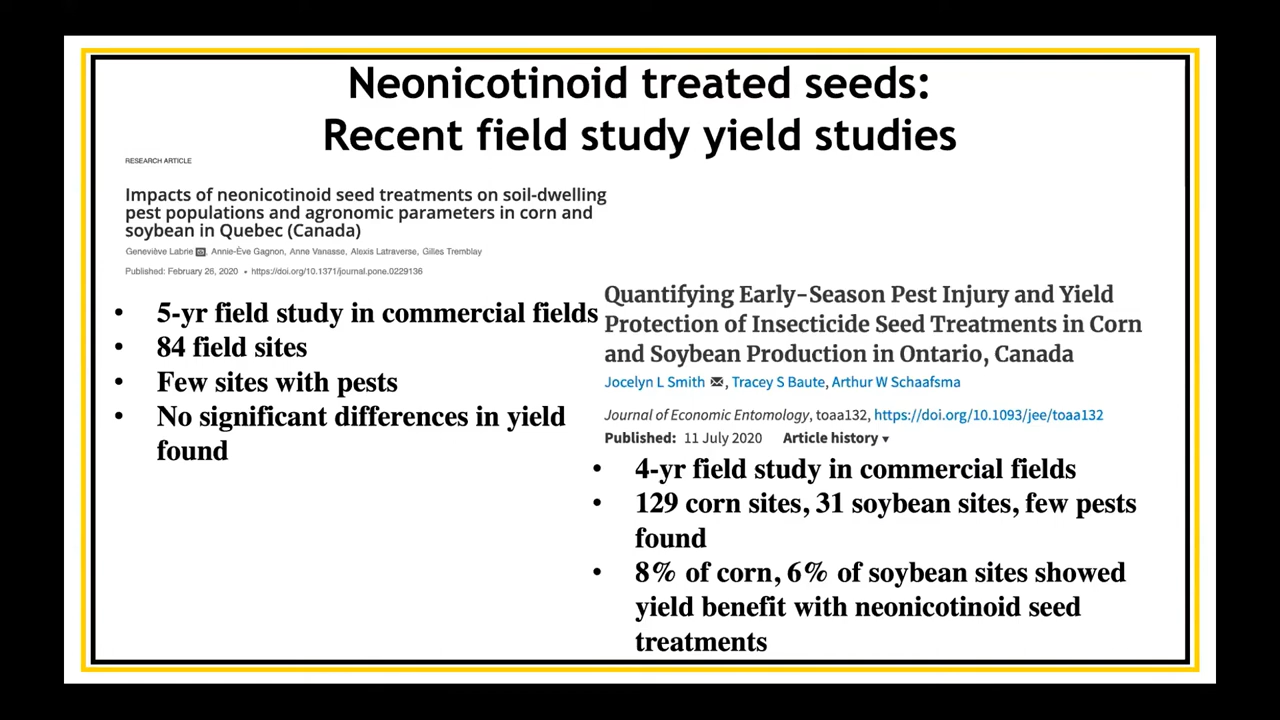 Neonicotinoid treated seeds:
Recent field study yield studies
RESEARCH ARTICLE
Impacts of neonicotinoid seed treatments on soil-dwelling
pest populations and agronomic parameters in corn and
soybean in Quebec (Canada)
Geneviève Labrie, Annie-Ève Gagnon, Anne Vanasse, Alexis Latraverse, Gilles Tremblay
Published: February 26, 2020 • https://doi.org/10.1371/journal.pone.0229136
• 5-yr field study in commercial fields
• 84 field sites
• Few sites with pests
• No significant differences in yield
found
Quantifying Early-Season Pest Injury and Yield
Protection of Insecticide Seed Treatments in Corn
and Soybean Production in Ontario, Canada
Jocelyn L Smith, Tracey S Baute, Arthur W Schaafsma
Journal of Economic Entomology, toaa132, https://doi.org/10.1093/jee/toaa132
Published: 11 July 2020 Article history ▾
• 4-yr field study in commercial fields
• 129 corn sites, 31 soybean sites, few pests
found
• 8% of corn, 6% of soybean sites showed
yield benefit with neonicotinoid seed
treatments